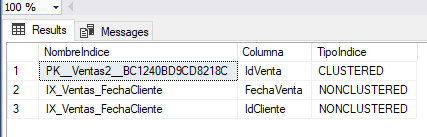 100 %
Results Messages
NombreIndice Columna TipoIndice
1 PK__Ventas2__BC1240BD9CD8218C IdVenta CLUSTERED
2 IX_Ventas_FechaCliente FechaVenta NONCLUSTERED
3 IX_Ventas_FechaCliente IdCliente NONCLUSTERED